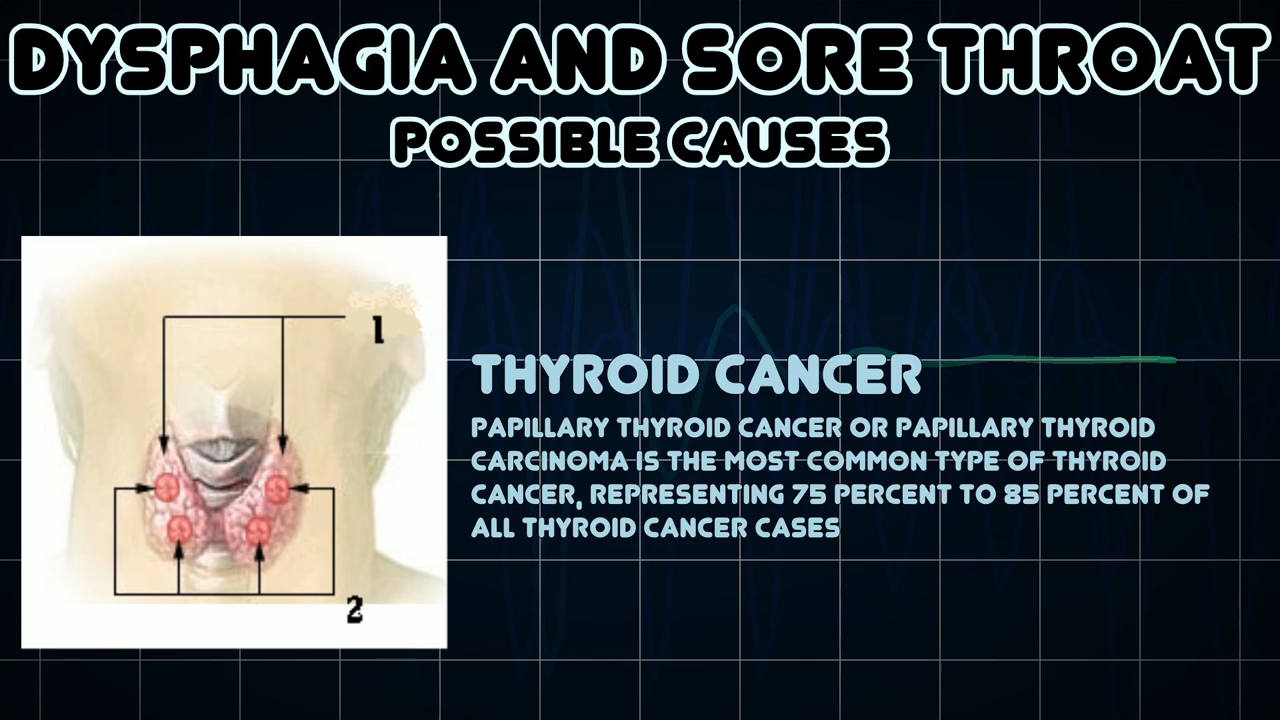 DYSPHAGIA AND SORE THROAT
POSSIBLE CAUSES
1
2
THYROID CANCER
PAPILLARY THYROID CANCER OR PAPILLARY THYROID
CARCINOMA IS THE MOST COMMON TYPE OF THYROID
CANCER, REPRESENTING 75 PERCENT TO 85 PERCENT OF
ALL THYROID CANCER CASES